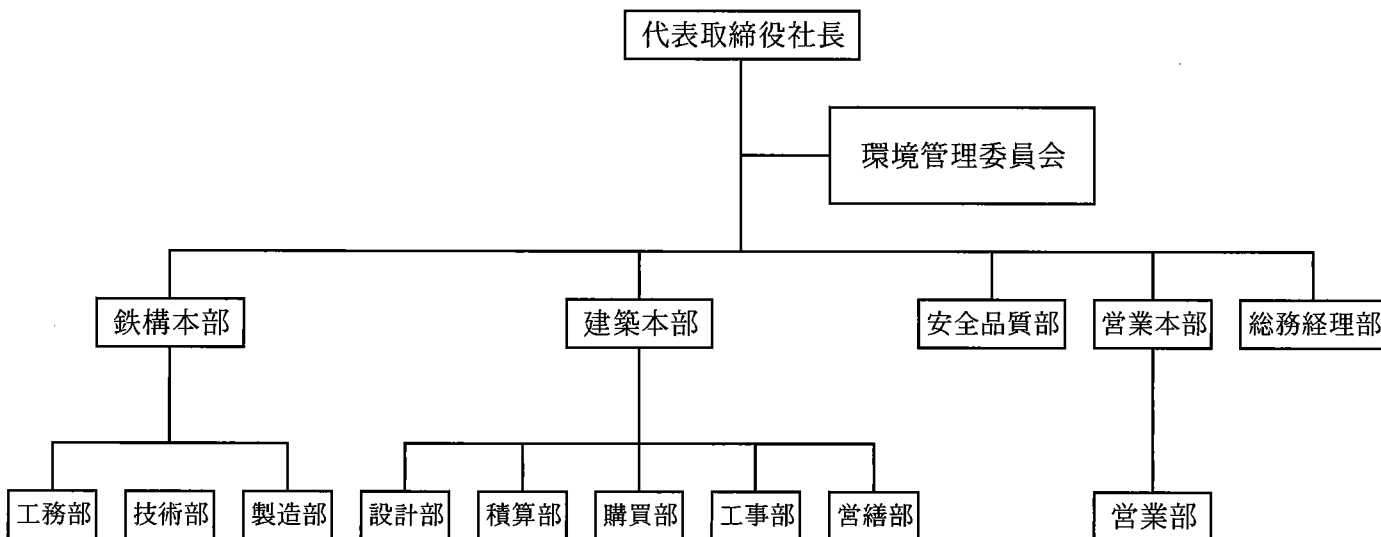 代表取締役社長
環境管理委員会
鉄構本部
建築本部
安全品質部
営業本部
総務経理部
工務部
技術部
製造部
設計部
積算部
購買部
工事部
営繕部
営業部